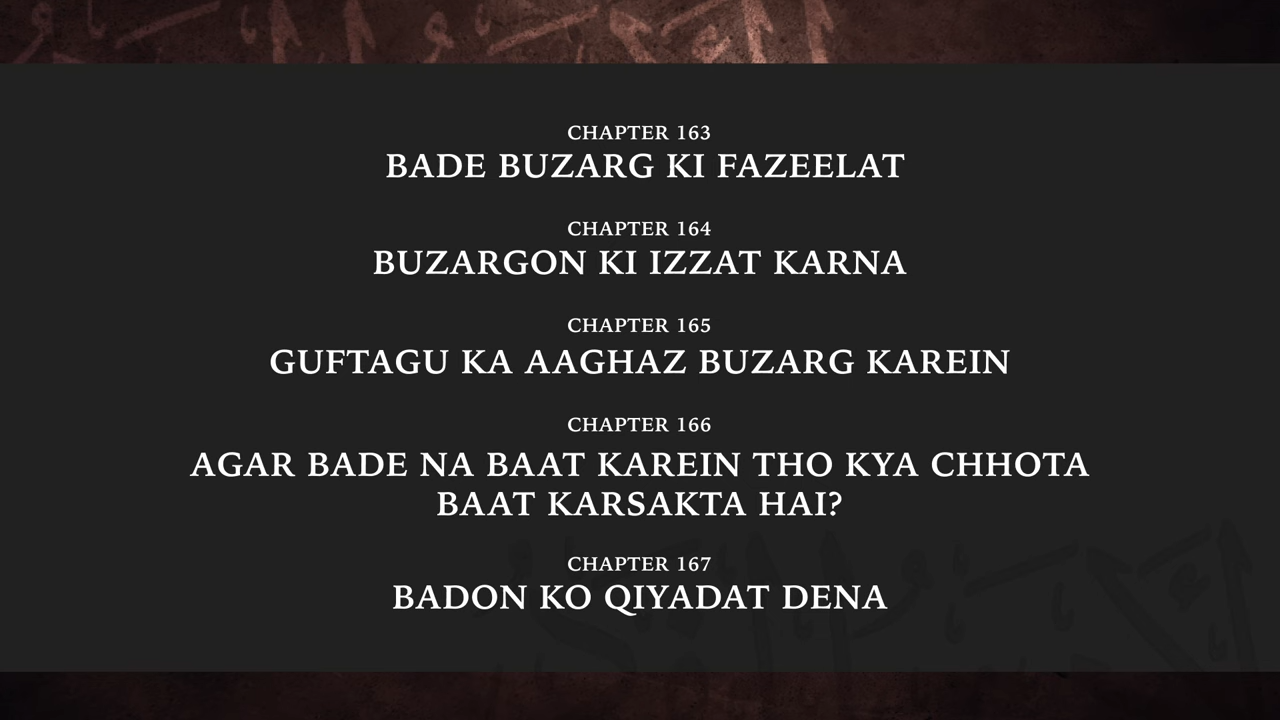 CHAPTER 163
BADE BUZARG KI FAZEELAT
CHAPTER 164
BUZARGON KI IZZAT KARNA
CHAPTER 165
GUFTAGU KA AAGHAZ BUZARG KAREIN
CHAPTER 166
AGAR BADE NA BAAT KAREIN THO KYA CHHOTA
BAAT KARSAKTA HAI?
CHAPTER 167
BADON KO QIYADAT DENA